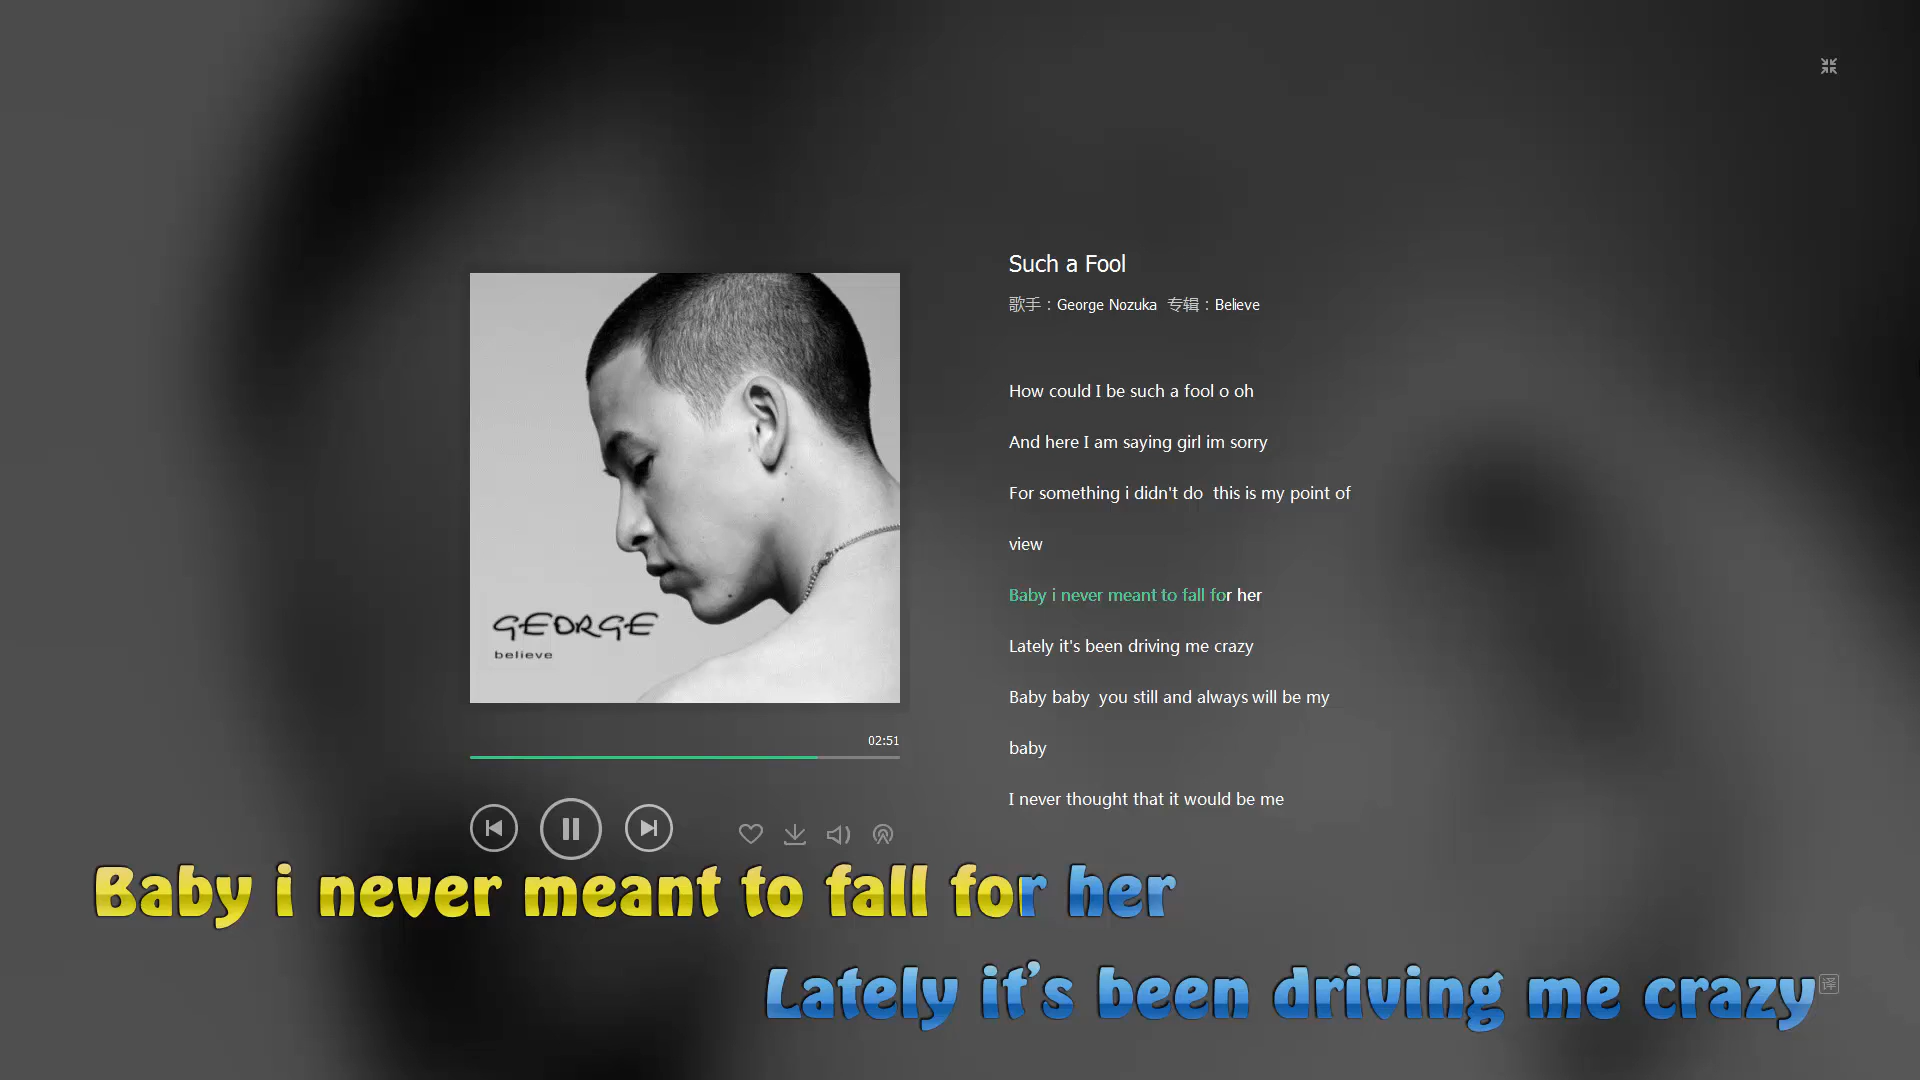 Such a Fool
歌手：George Nozuka 专辑：Believe
How could I be such a fool o oh
And here I am saying girl im sorry
For something i didn't do  this is my point of
view
Baby i never meant to fall for her
Lately it's been driving me crazy
Baby baby  you still and always will be my
baby
I never thought that it would be me
GEORGE
believe
02:51
Baby i never meant to fall for her
Lately it's been driving me crazy
译